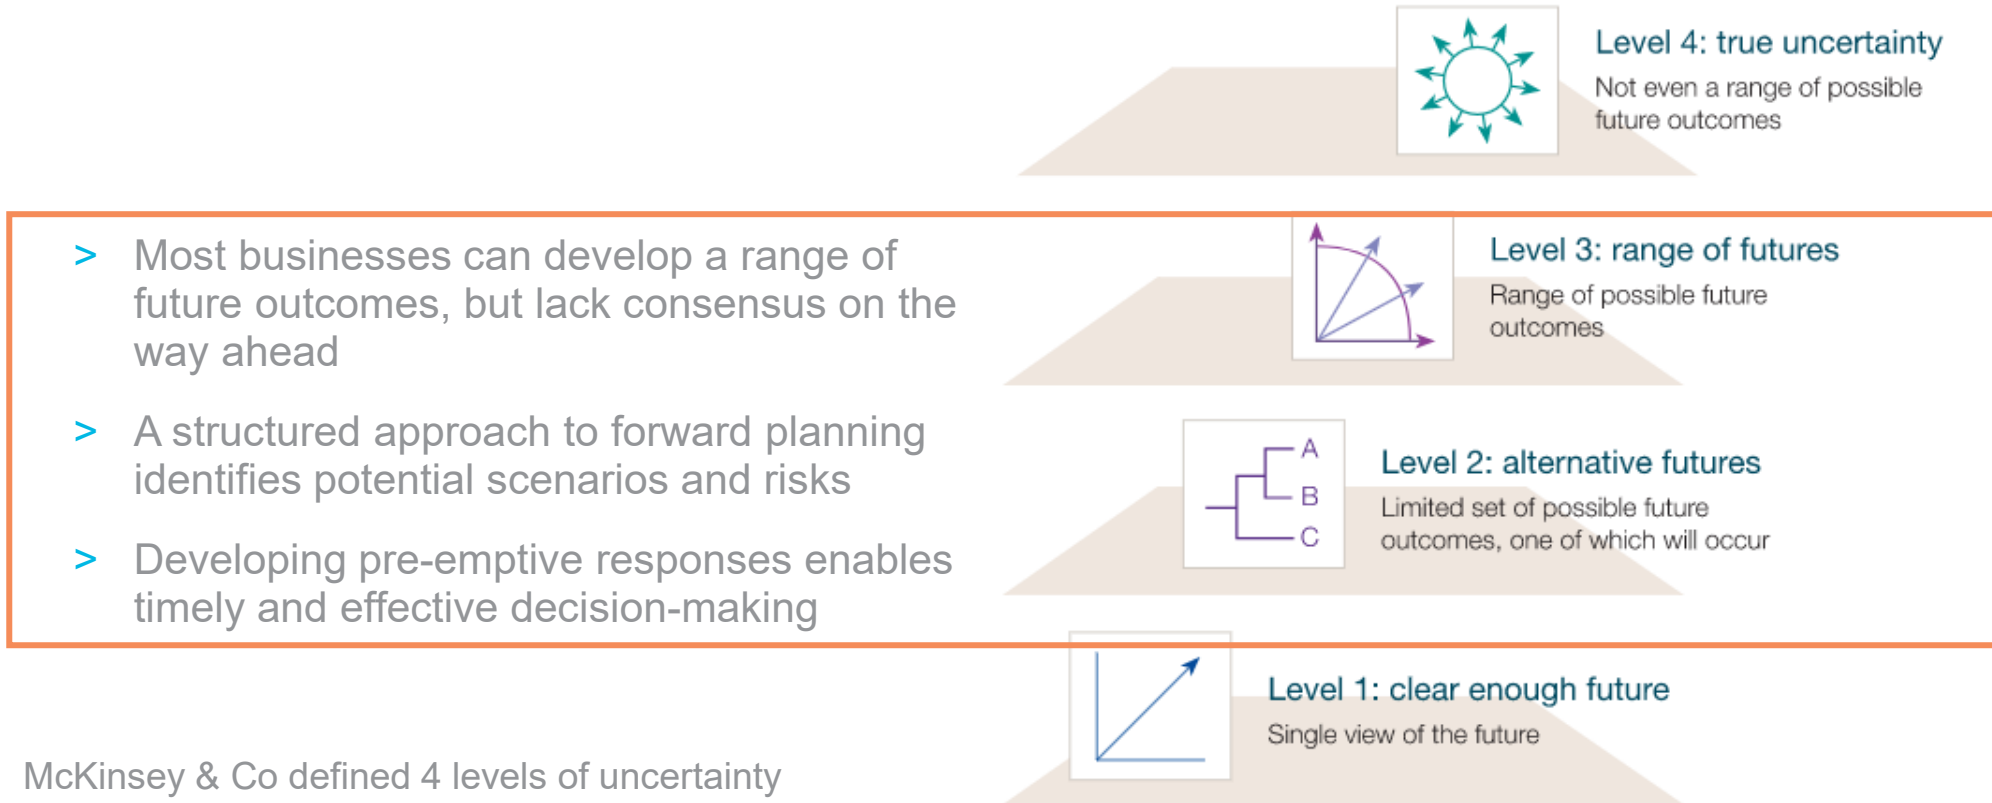 Level 4: true uncertainty
Not even a range of possible
future outcomes
> Most businesses can develop a range of
future outcomes, but lack consensus on the
way ahead
> A structured approach to forward planning
identifies potential scenarios and risks
> Developing pre-emptive responses enables
timely and effective decision-making
Level 3: range of futures
Range of possible future
outcomes
A
B
C
Level 2: alternative futures
Limited set of possible future
outcomes, one of which will occur
Level 1: clear enough future
Single view of the future
McKinsey & Co defined 4 levels of uncertainty